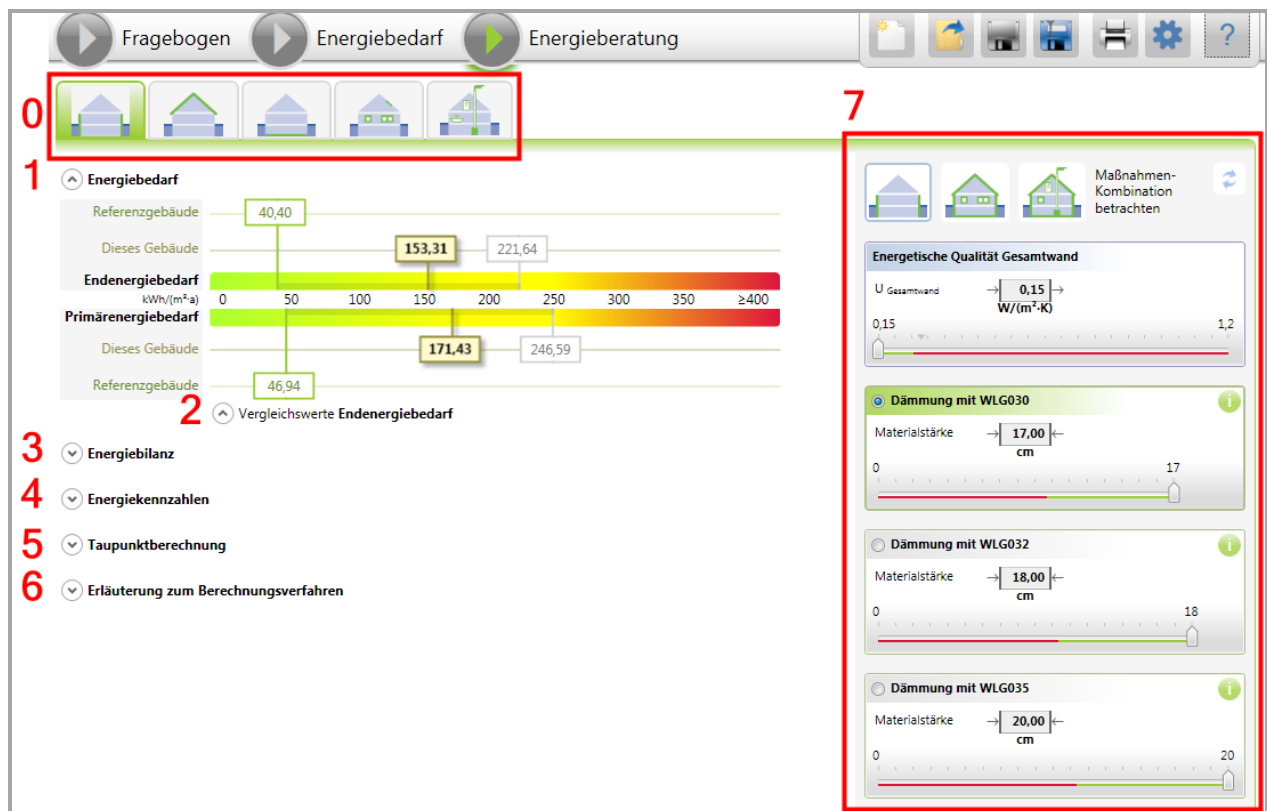 Fragebogen Energiebedarf Energieberatung ?
0
1 Energiebedarf
Referenzgebäude 40,40
Dieses Gebäude 153,31 221,64
Endenergiebedarf
kWh/(m²·a) 0 50 100 150 200 250 300 350 ≥400
Primärenergiebedarf
Dieses Gebäude 171,43 246,59
Referenzgebäude 46,94
2 Vergleichswerte Endenergiebedarf
3 Energiebilanz
4 Energiekennzahlen
5 Taupunktberechnung
6 Erläuterung zum Berechnungsverfahren
7
Maßnahmen-
Kombination
betrachten
Energetische Qualität Gesamtwand
U Gesamtwand 0,15
W/(m²·K)
0,15 1,2
Dämmung mit WLG030 i
Materialstärke 17,00
cm
0 17
Dämmung mit WLG032 i
Materialstärke 18,00
cm
0 18
Dämmung mit WLG035 i
Materialstärke 20,00
cm
0 20